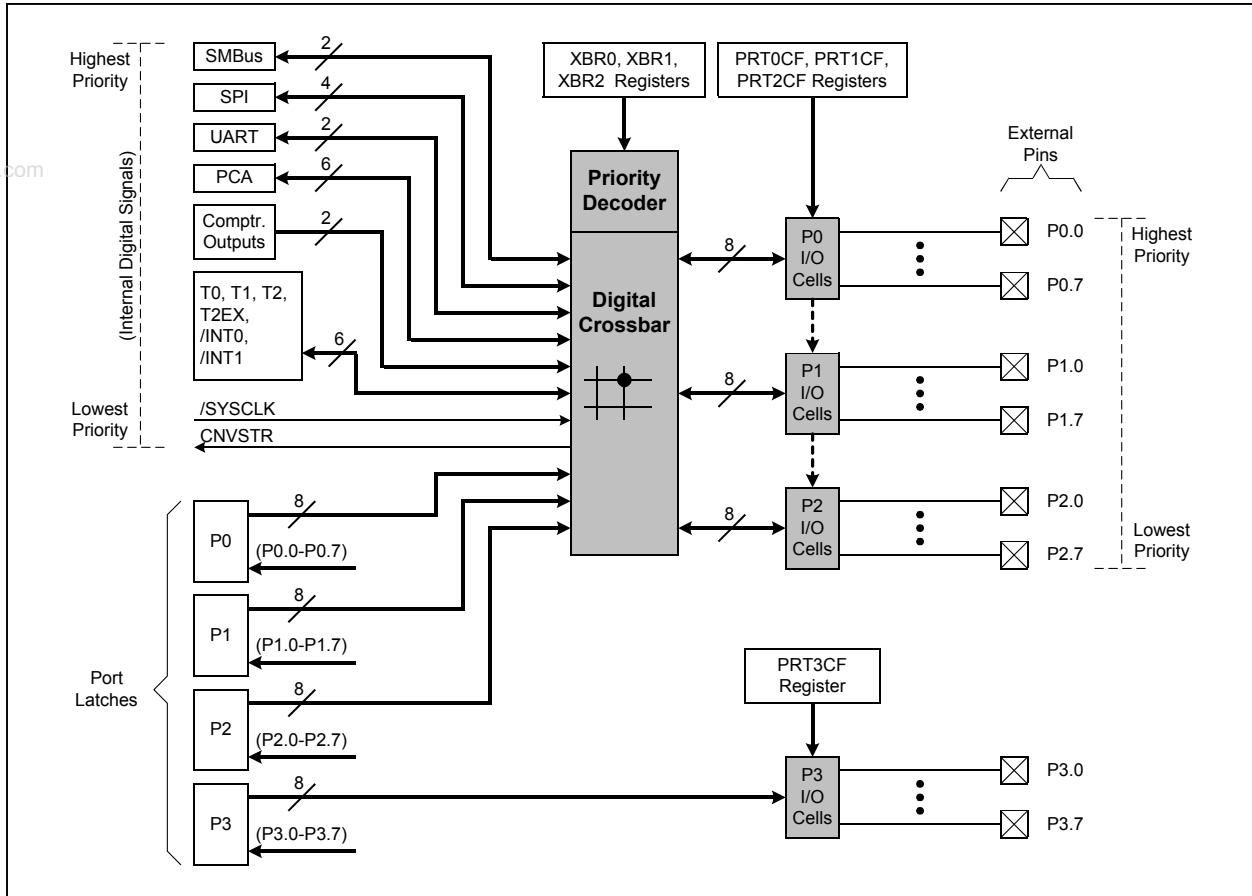 Highest
Priority
(Internal Digital Signals)
Lowest
Priority
SMBus
2
SPI
4
UART
2
PCA
6
Comptr.
Outputs
2
T0, T1, T2,
T2EX,
/INT0,
/INT1
6
/SYSCLK
CNVSTR
XBR0, XBR1,
XBR2 Registers
PRT0CF, PRT1CF,
PRT2CF Registers
Priority
Decoder
Digital
Crossbar
8
P0
I/O
Cells
8
P1
I/O
Cells
8
P2
I/O
Cells
External
Pins
P0.0
P0.7
P1.0
P1.7
P2.0
P2.7
Highest
Priority
Lowest
Priority
Port
Latches
P0
8
(P0.0-P0.7)
P1
8
(P1.0-P1.7)
P2
8
(P2.0-P2.7)
P3
8
(P3.0-P3.7)
PRT3CF
Register
P3
I/O
Cells
P3.0
P3.7
.com